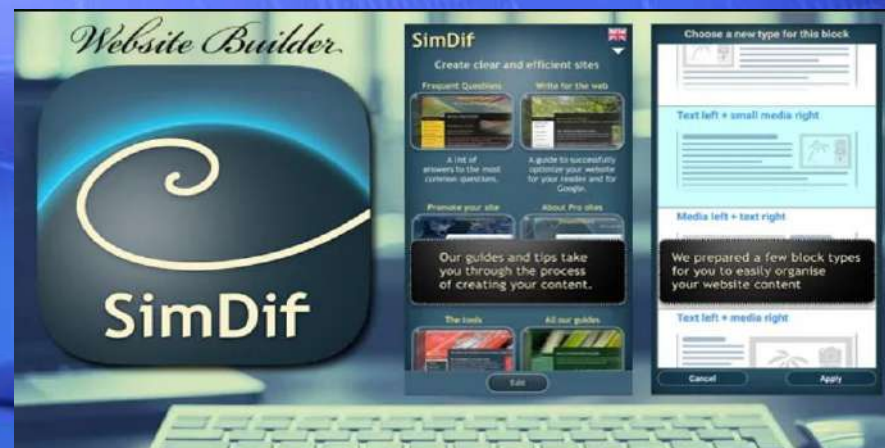 Website Builder
SimDif
SimDif
Create clear and efficient sites
Frequent Questions
Write for the web
A list of
answers to the most
common questions.
A guide to successfully
optimize your website
for your reader and for
Google.
Promote your site
About Pro sites
Our guides and tips take
you through the process
of creating your content.
The tools
All our guides
Edit
Choose a new type for this block
Text left + small media right
Media left + text right
We prepared a few block types
for you to easily organise
your website content
Text left + media right
Cancel
Apply